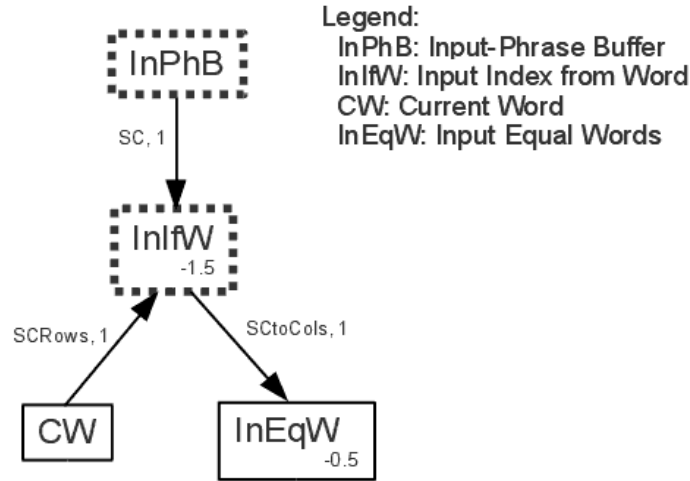 Legend:
InPhB: Input-Phrase Buffer
InIfW: Input Index from Word
CW: Current Word
InEqW: Input Equal Words
InPhB
SC, 1
InIfW
-1.5
SCRows, 1
SCtoCols, 1
CW
InEqW
-0.5